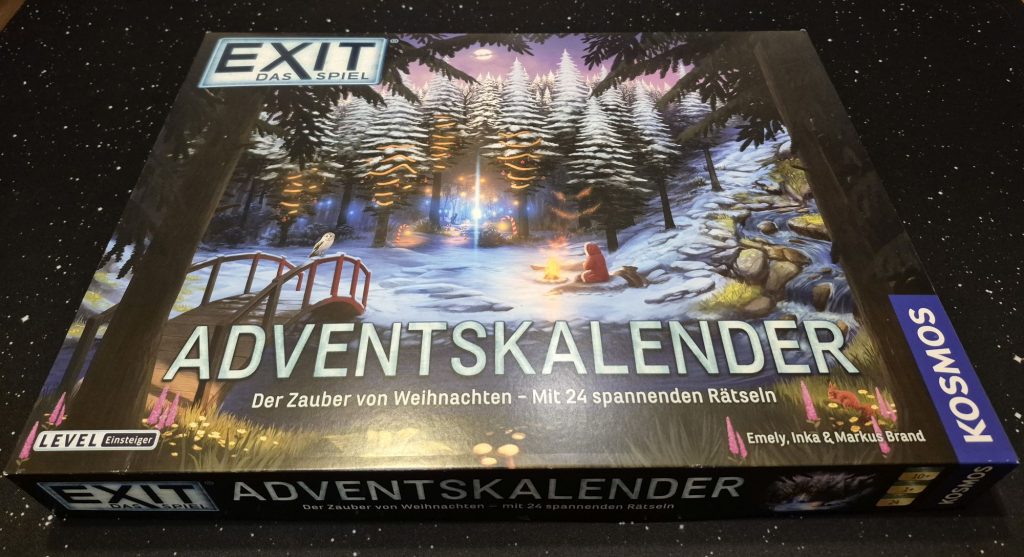 EXIT
DAS SPIEL
ADVENTSKALENDER
Der Zauber von Weihnachten – Mit 24 spannenden Rätseln
LEVEL Einsteiger
Emely, Inka & Markus Brand
KOSMOS
EXIT
DAS SPIEL
ADVENTSKALENDER
Der Zauber von Weihnachten – mit 24 spannenden Rätseln
10+
KOSMOS